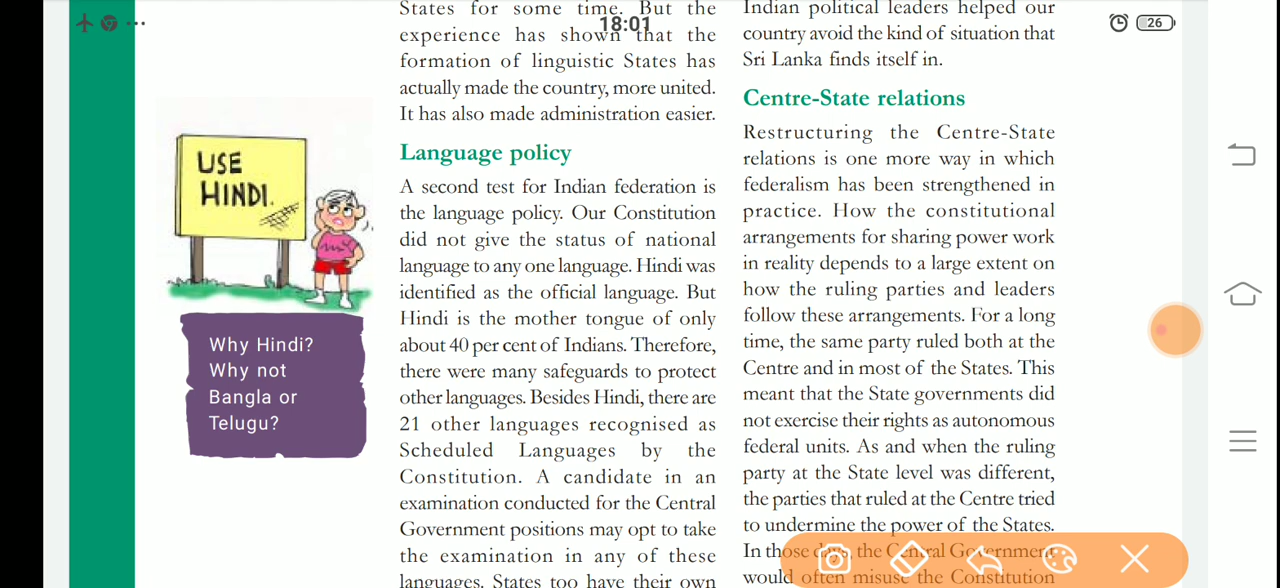 18:01
26
States for some time. But the
experience has shown that the
formation of linguistic States has
actually made the country, more united.
It has also made administration easier.
Language policy
A second test for Indian federation is
the language policy. Our Constitution
did not give the status of national
language to any one language. Hindi was
identified as the official language. But
Hindi is the mother tongue of only
about 40 per cent of Indians. Therefore,
there were many safeguards to protect
other languages. Besides Hindi, there are
21 other languages recognised as
Scheduled Languages by the
Constitution. A candidate in an
examination conducted for the Central
Government positions may opt to take
the examination in any of these
languages. States too have their own
USE
HINDI.
Why Hindi?
Why not
Bangla or
Telugu?
Indian political leaders helped our
country avoid the kind of situation that
Sri Lanka finds itself in.
Centre-State relations
Restructuring the Centre-State
relations is one more way in which
federalism has been strengthened in
practice. How the constitutional
arrangements for sharing power work
in reality depends to a large extent on
how the ruling parties and leaders
follow these arrangements. For a long
time, the same party ruled both at the
Centre and in most of the States. This
meant that the State governments did
not exercise their rights as autonomous
federal units. As and when the ruling
party at the State level was different,
the parties that ruled at the Centre tried
to undermine the power of the States.
In those days, the Central Government
would often misuse the Constitution